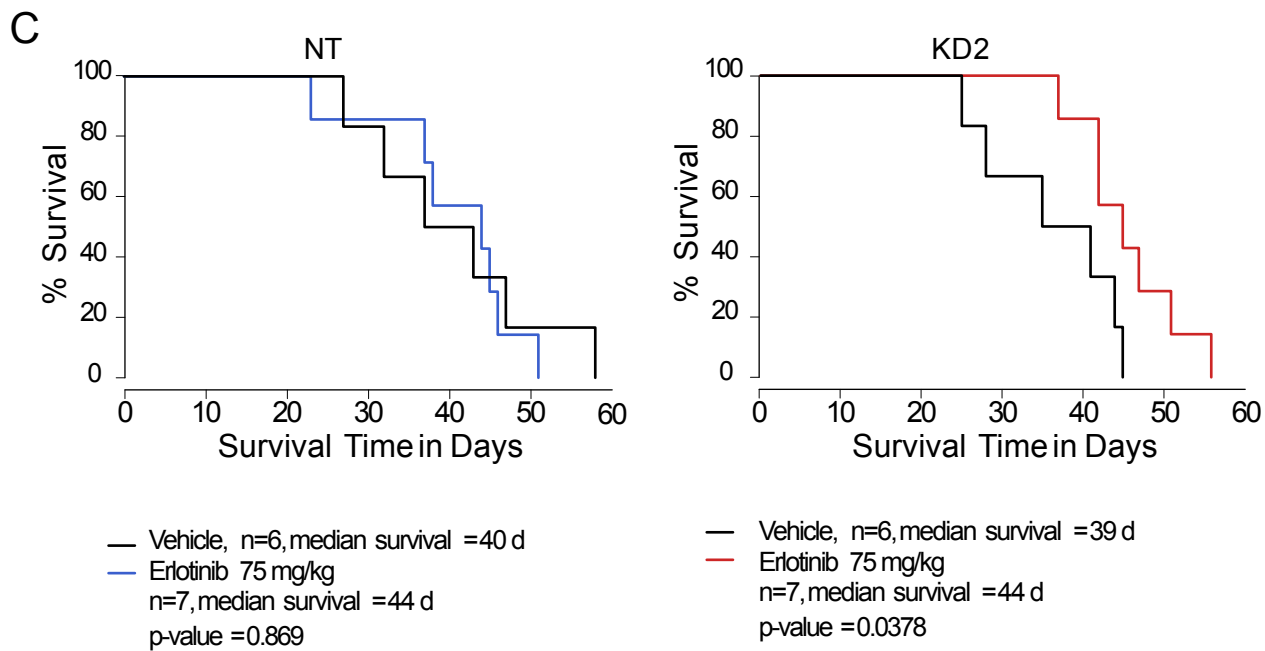 C
NT
100
80
60
40
20
0
% Survival
0 10 20 30 40 50 60
Survival Time in Days
Vehicle, n=6, median survival =40 d
Erlotinib 75 mg/kg
n=7, median survival =44 d
p-value =0.869
KD2
100
80
60
40
20
0
% Survival
0 10 20 30 40 50 60
Survival Time in Days
Vehicle, n=6, median survival =39 d
Erlotinib 75 mg/kg
n=7, median survival =44 d
p-value =0.0378